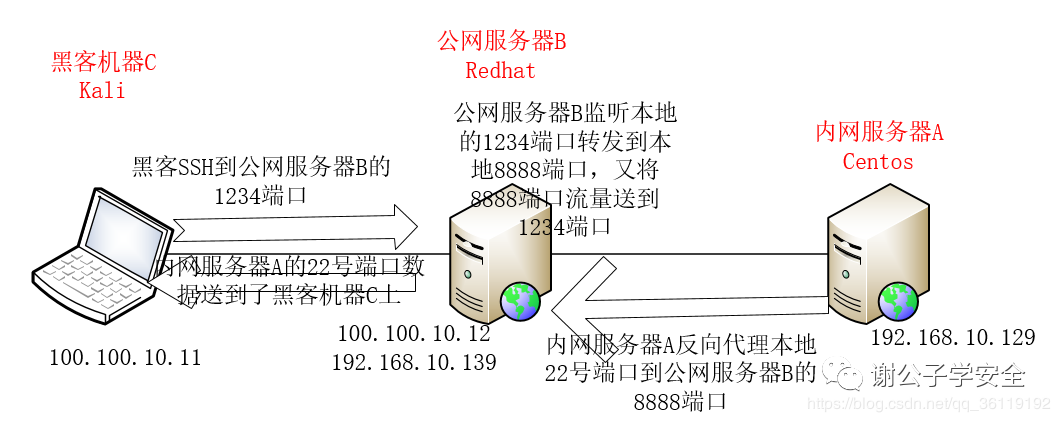 黑客机器C
Kali
公网服务器B
Redhat
内网服务器A
Centos
公网服务器B监听本地
的1234端口转发到本
地8888端口，又将
8888端口流量送到
1234端口
黑客SSH到公网服务器B的
1234端口
内网服务器A的22号端口数
据送到了黑客机器C上
100.100.10.11
100.100.10.12
192.168.10.139
内网服务器A反向代理本地
22号端口到公网服务器B的
8888端口
192.168.10.129
谢公子学安全
https://blog.csdn.net/qq_36119192